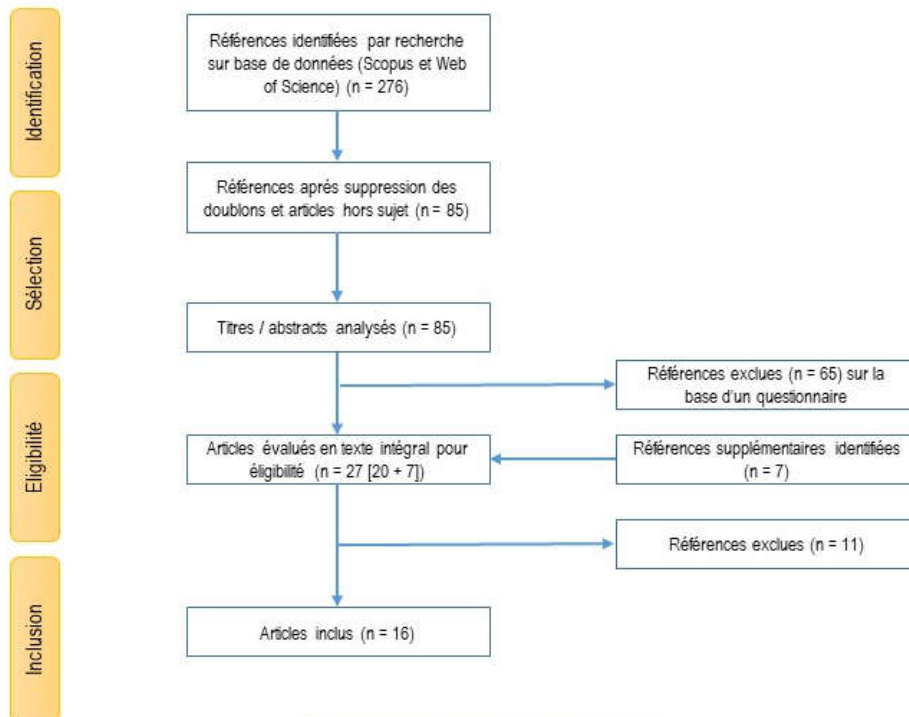 Identification
Références identifiées par recherche
sur base de données (Scopus et Web
of Science) (n = 276)
Sélection
Références après suppression des
doublons et articles hors sujet (n = 85)
Titres / abstracts analysés (n = 85)
Références exclues (n = 65) sur la
base d'un questionnaire
Eligibilité
Articles évalués en texte intégral pour
éligibilité (n = 27 [20 + 7])
Références supplémentaires identifiées
(n = 7)
Références exclues (n = 11)
Inclusion
Articles inclus (n = 16)